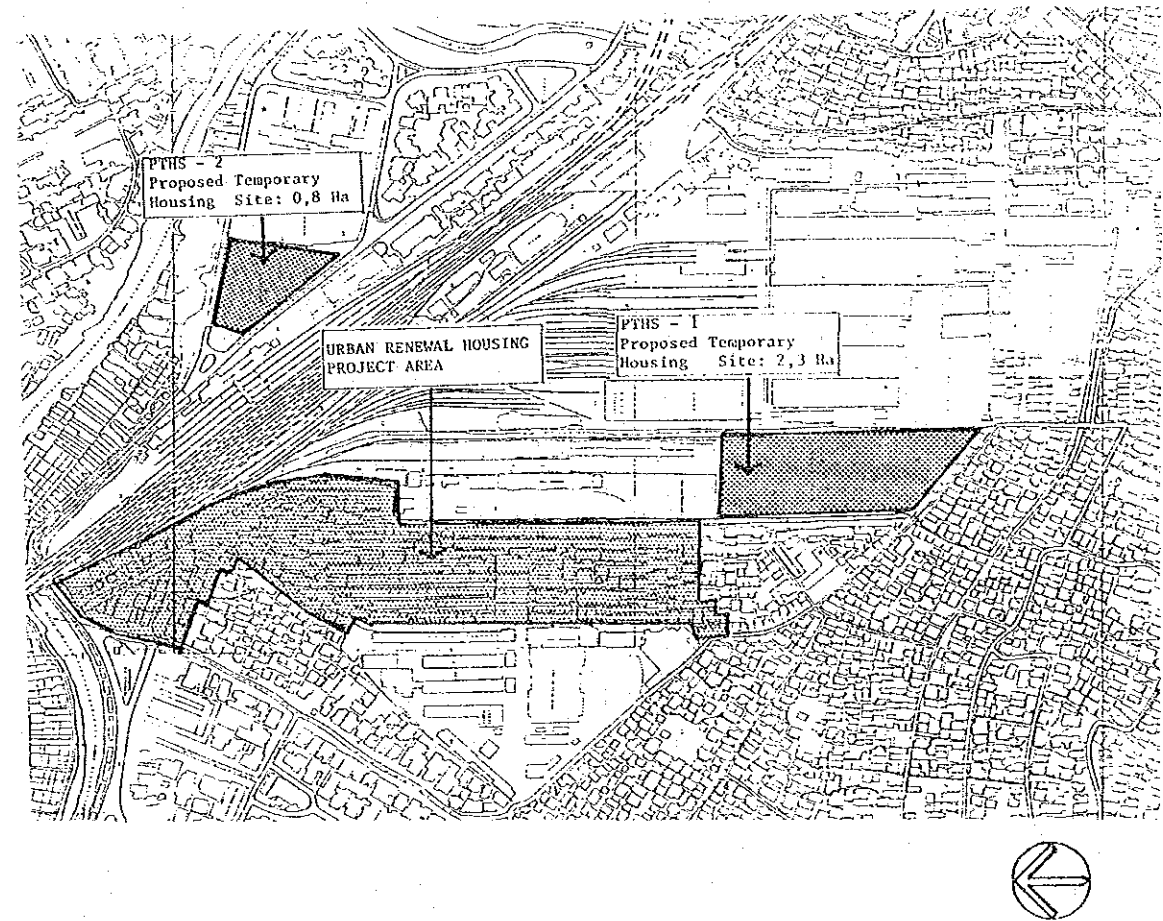 PTHS - 2
Proposed Temporary
Housing Site: 0,8 Ha
URBAN RENEWAL HOUSING
PROJECT AREA
PTHS - I
Proposed Temporary
Housing Site: 2,3 Ha